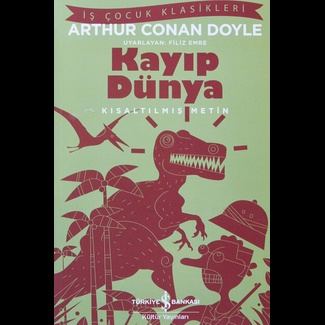 İŞ ÇOCUK KLASİKLERİ
ARTHUR CONAN DOYLE
UYARLAYAN: FİLİZ EMRE
Kayıp
Dünya
KISALTILMIŞ METİN
TÜRKİYE İŞ BANKASI
Kültür Yayınları